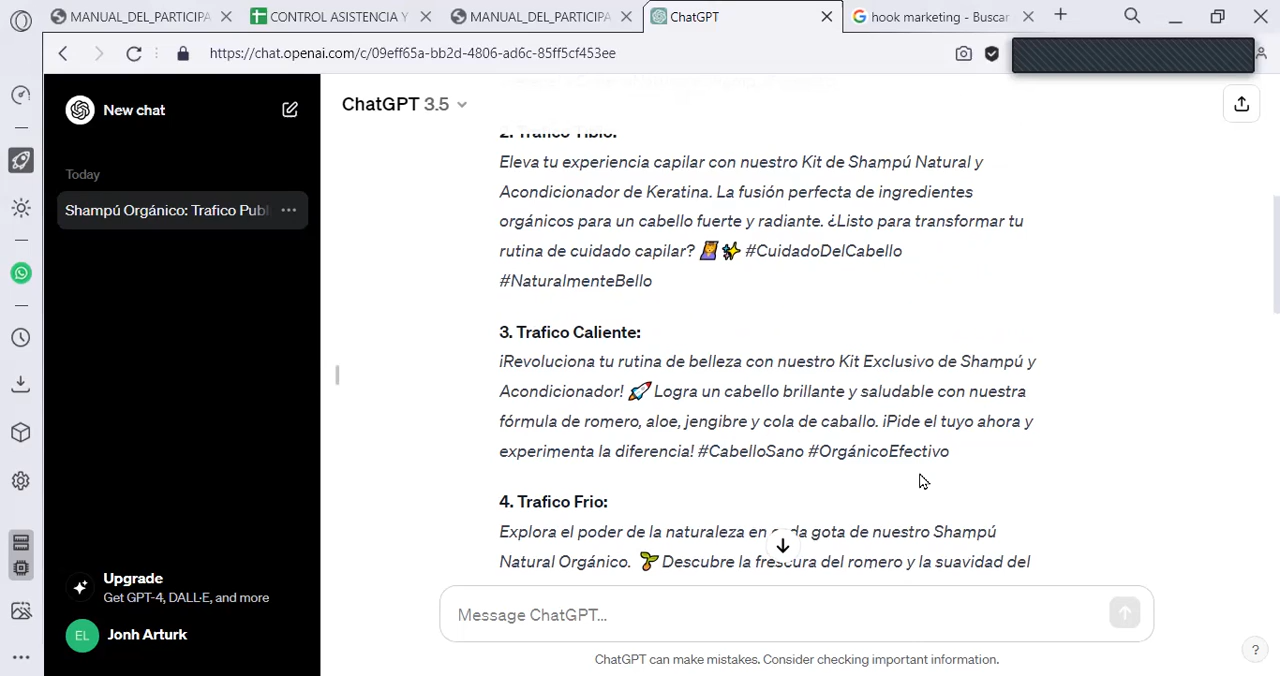 MANUAL_DEL_PARTICIPA
CONTROL ASISTENCIA Y
MANUAL_DEL_PARTICIPA
ChatGPT
hook marketing - Buscar
https://chat.openai.com/c/09eff65a-bb2d-4806-ad6c-85ff5cf453ee
New chat
Today
Shampú Orgánico: Trafico Publ
Upgrade
Get GPT-4, DALL·E, and more
EL
Jonh Arturk
ChatGPT 3.5
2. Trafico Tibio:
Eleva tu experiencia capilar con nuestro Kit de Shampú Natural y
Acondicionador de Keratina. La fusión perfecta de ingredientes
orgánicos para un cabello fuerte y radiante. ¿Listo para transformar tu
rutina de cuidado capilar? 💆✨ #CuidadoDelCabello
#NaturalmenteBello
3. Trafico Caliente:
¡Revoluciona tu rutina de belleza con nuestro Kit Exclusivo de Shampú y
Acondicionador! 🚀 Logra un cabello brillante y saludable con nuestra
fórmula de romero, aloe, jengibre y cola de caballo. ¡Pide el tuyo ahora y
experimenta la diferencia! #CabelloSano #OrgánicoEfectivo
4. Trafico Frio:
Explora el poder de la naturaleza en cada gota de nuestro Shampú
Natural Orgánico. 🌱 Descubre la frescura del romero y la suavidad del
Message ChatGPT...
ChatGPT can make mistakes. Consider checking important information.
?